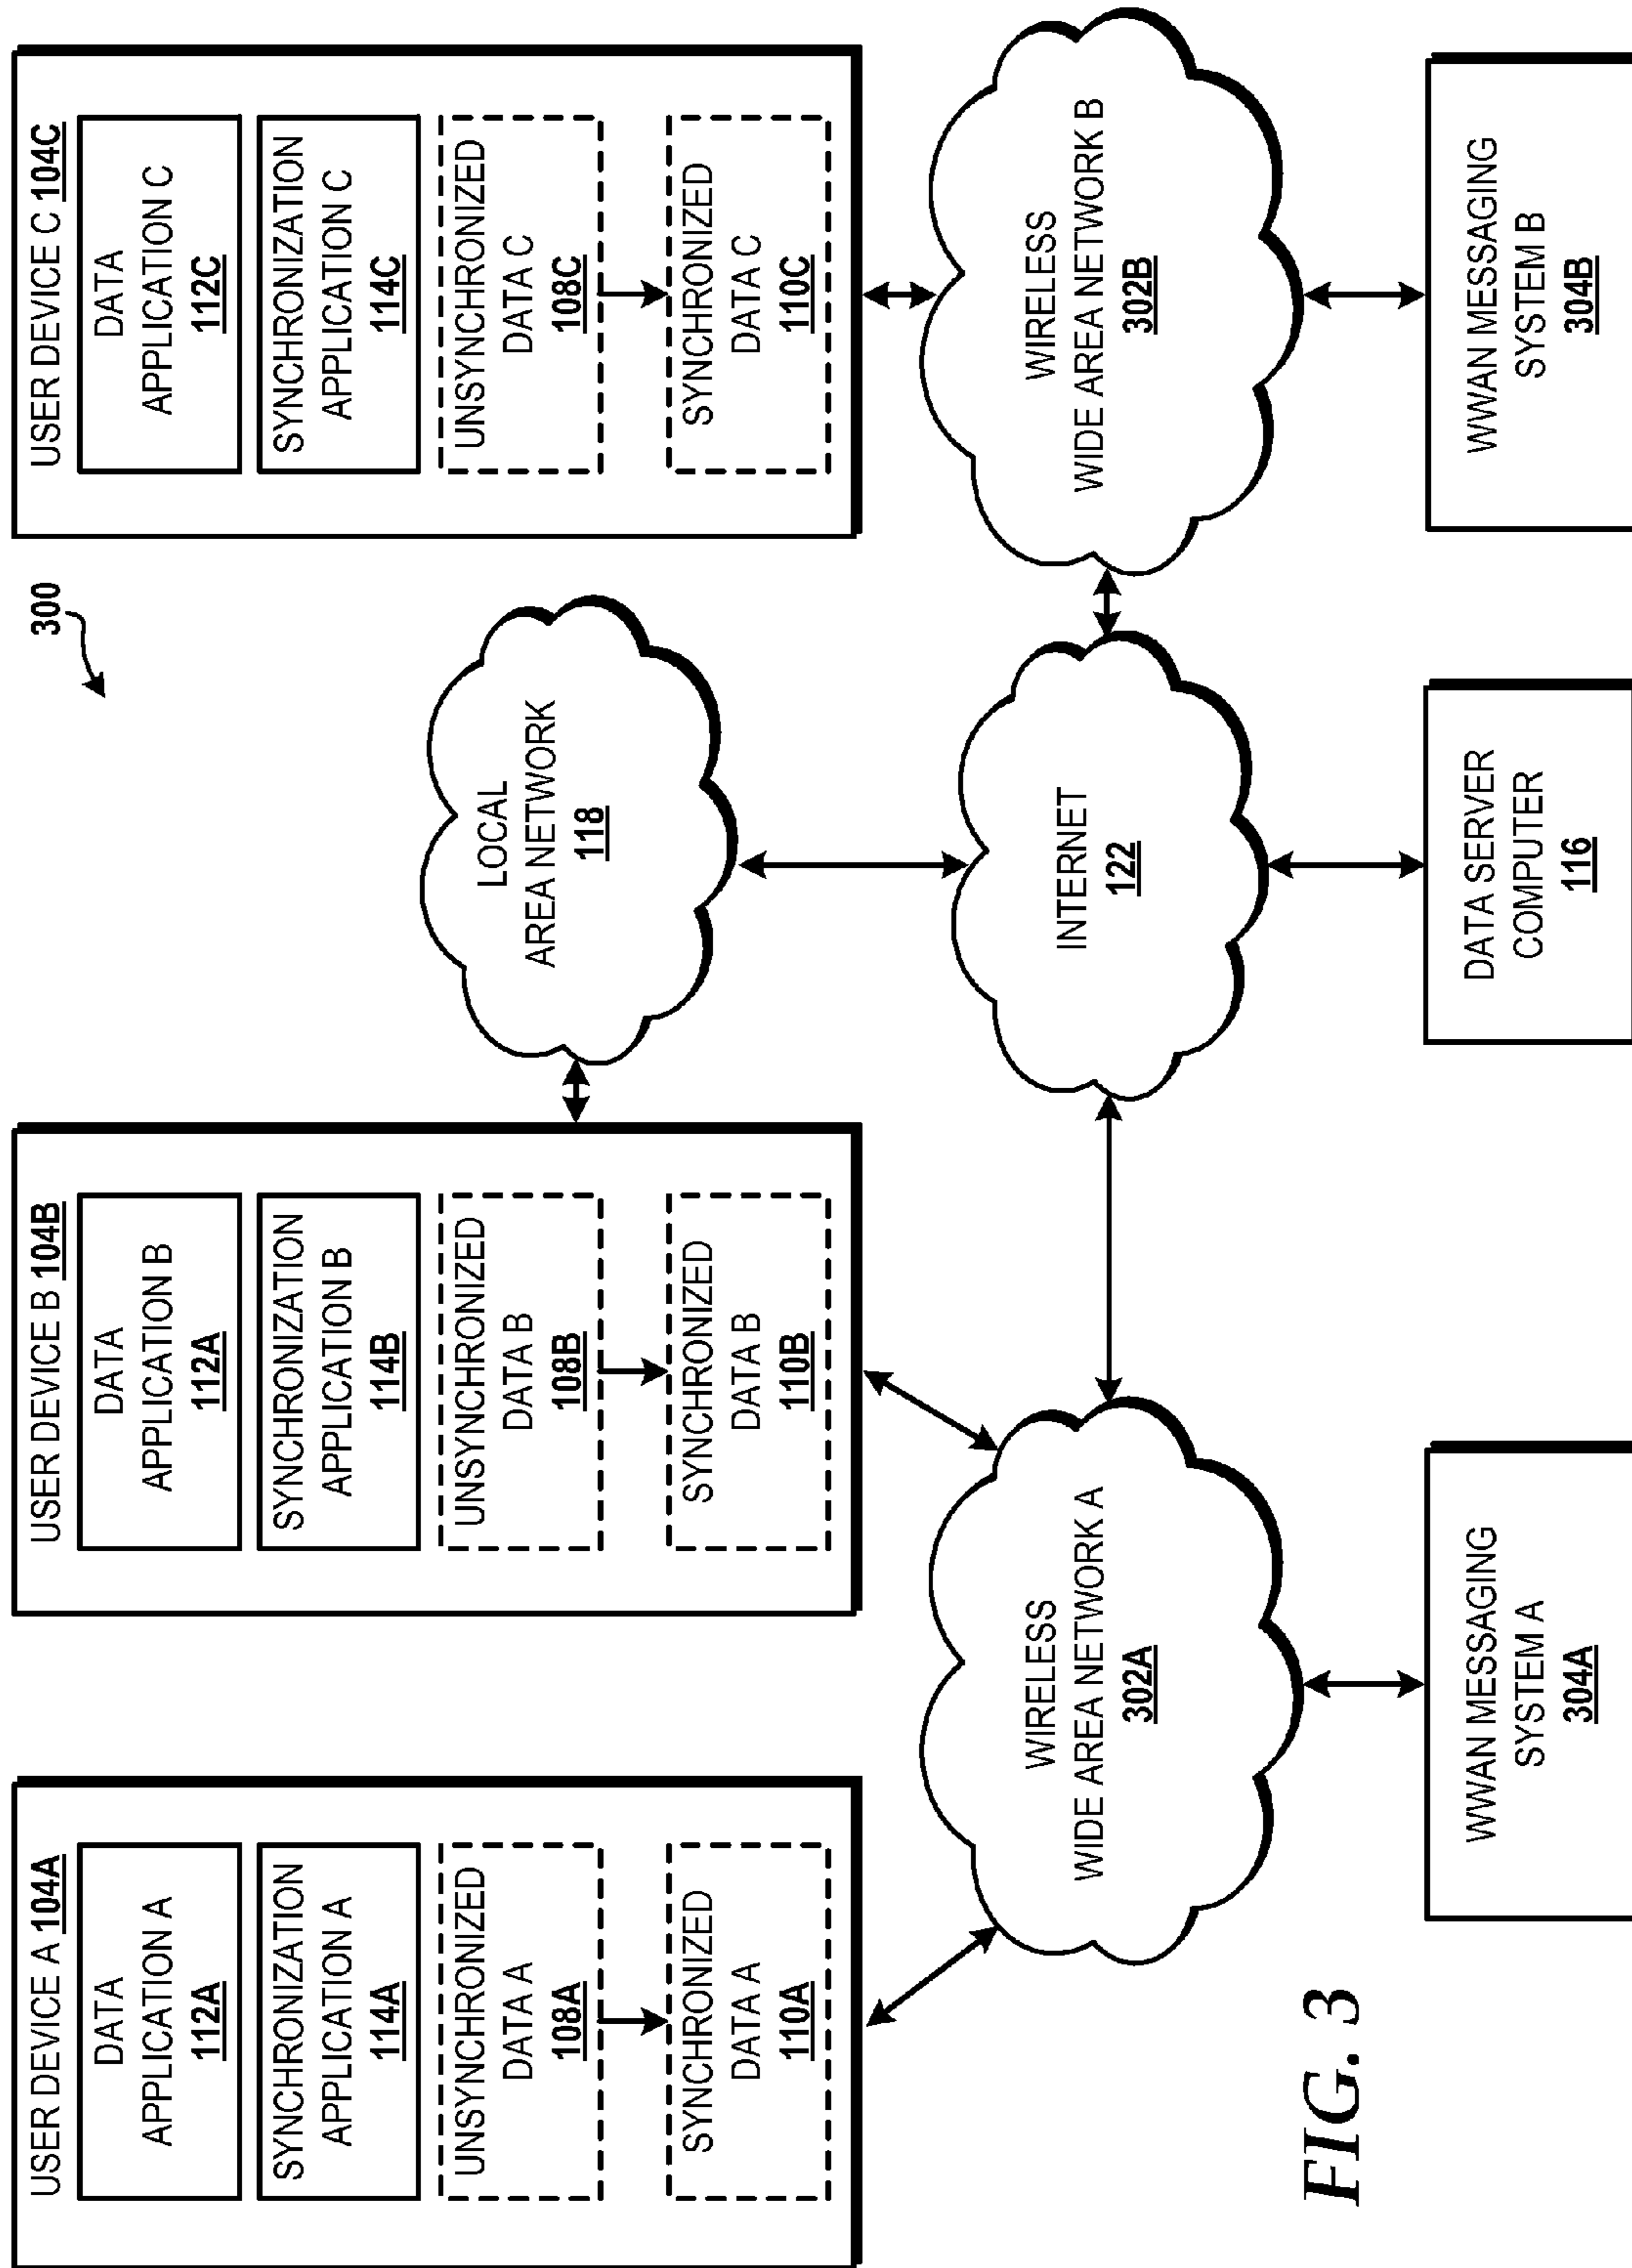 300
USER DEVICE A 104A
DATA
APPLICATION A
112A
SYNCHRONIZATION
APPLICATION A
114A
UNSYNCHRONIZED
DATA A
108A
SYNCHRONIZED
DATA A
110A
USER DEVICE B 104B
DATA
APPLICATION B
112A
SYNCHRONIZATION
APPLICATION B
114B
UNSYNCHRONIZED
DATA B
108B
SYNCHRONIZED
DATA B
110B
USER DEVICE C 104C
DATA
APPLICATION C
112C
SYNCHRONIZATION
APPLICATION C
114C
UNSYNCHRONIZED
DATA C
108C
SYNCHRONIZED
DATA C
110C
LOCAL
AREA NETWORK
118
WIRELESS
WIDE AREA NETWORK A
302A
INTERNET
122
WIRELESS
WIDE AREA NETWORK B
302B
WWAN MESSAGING
SYSTEM A
304A
DATA SERVER
COMPUTER
116
WWAN MESSAGING
SYSTEM B
304B
FIG. 3